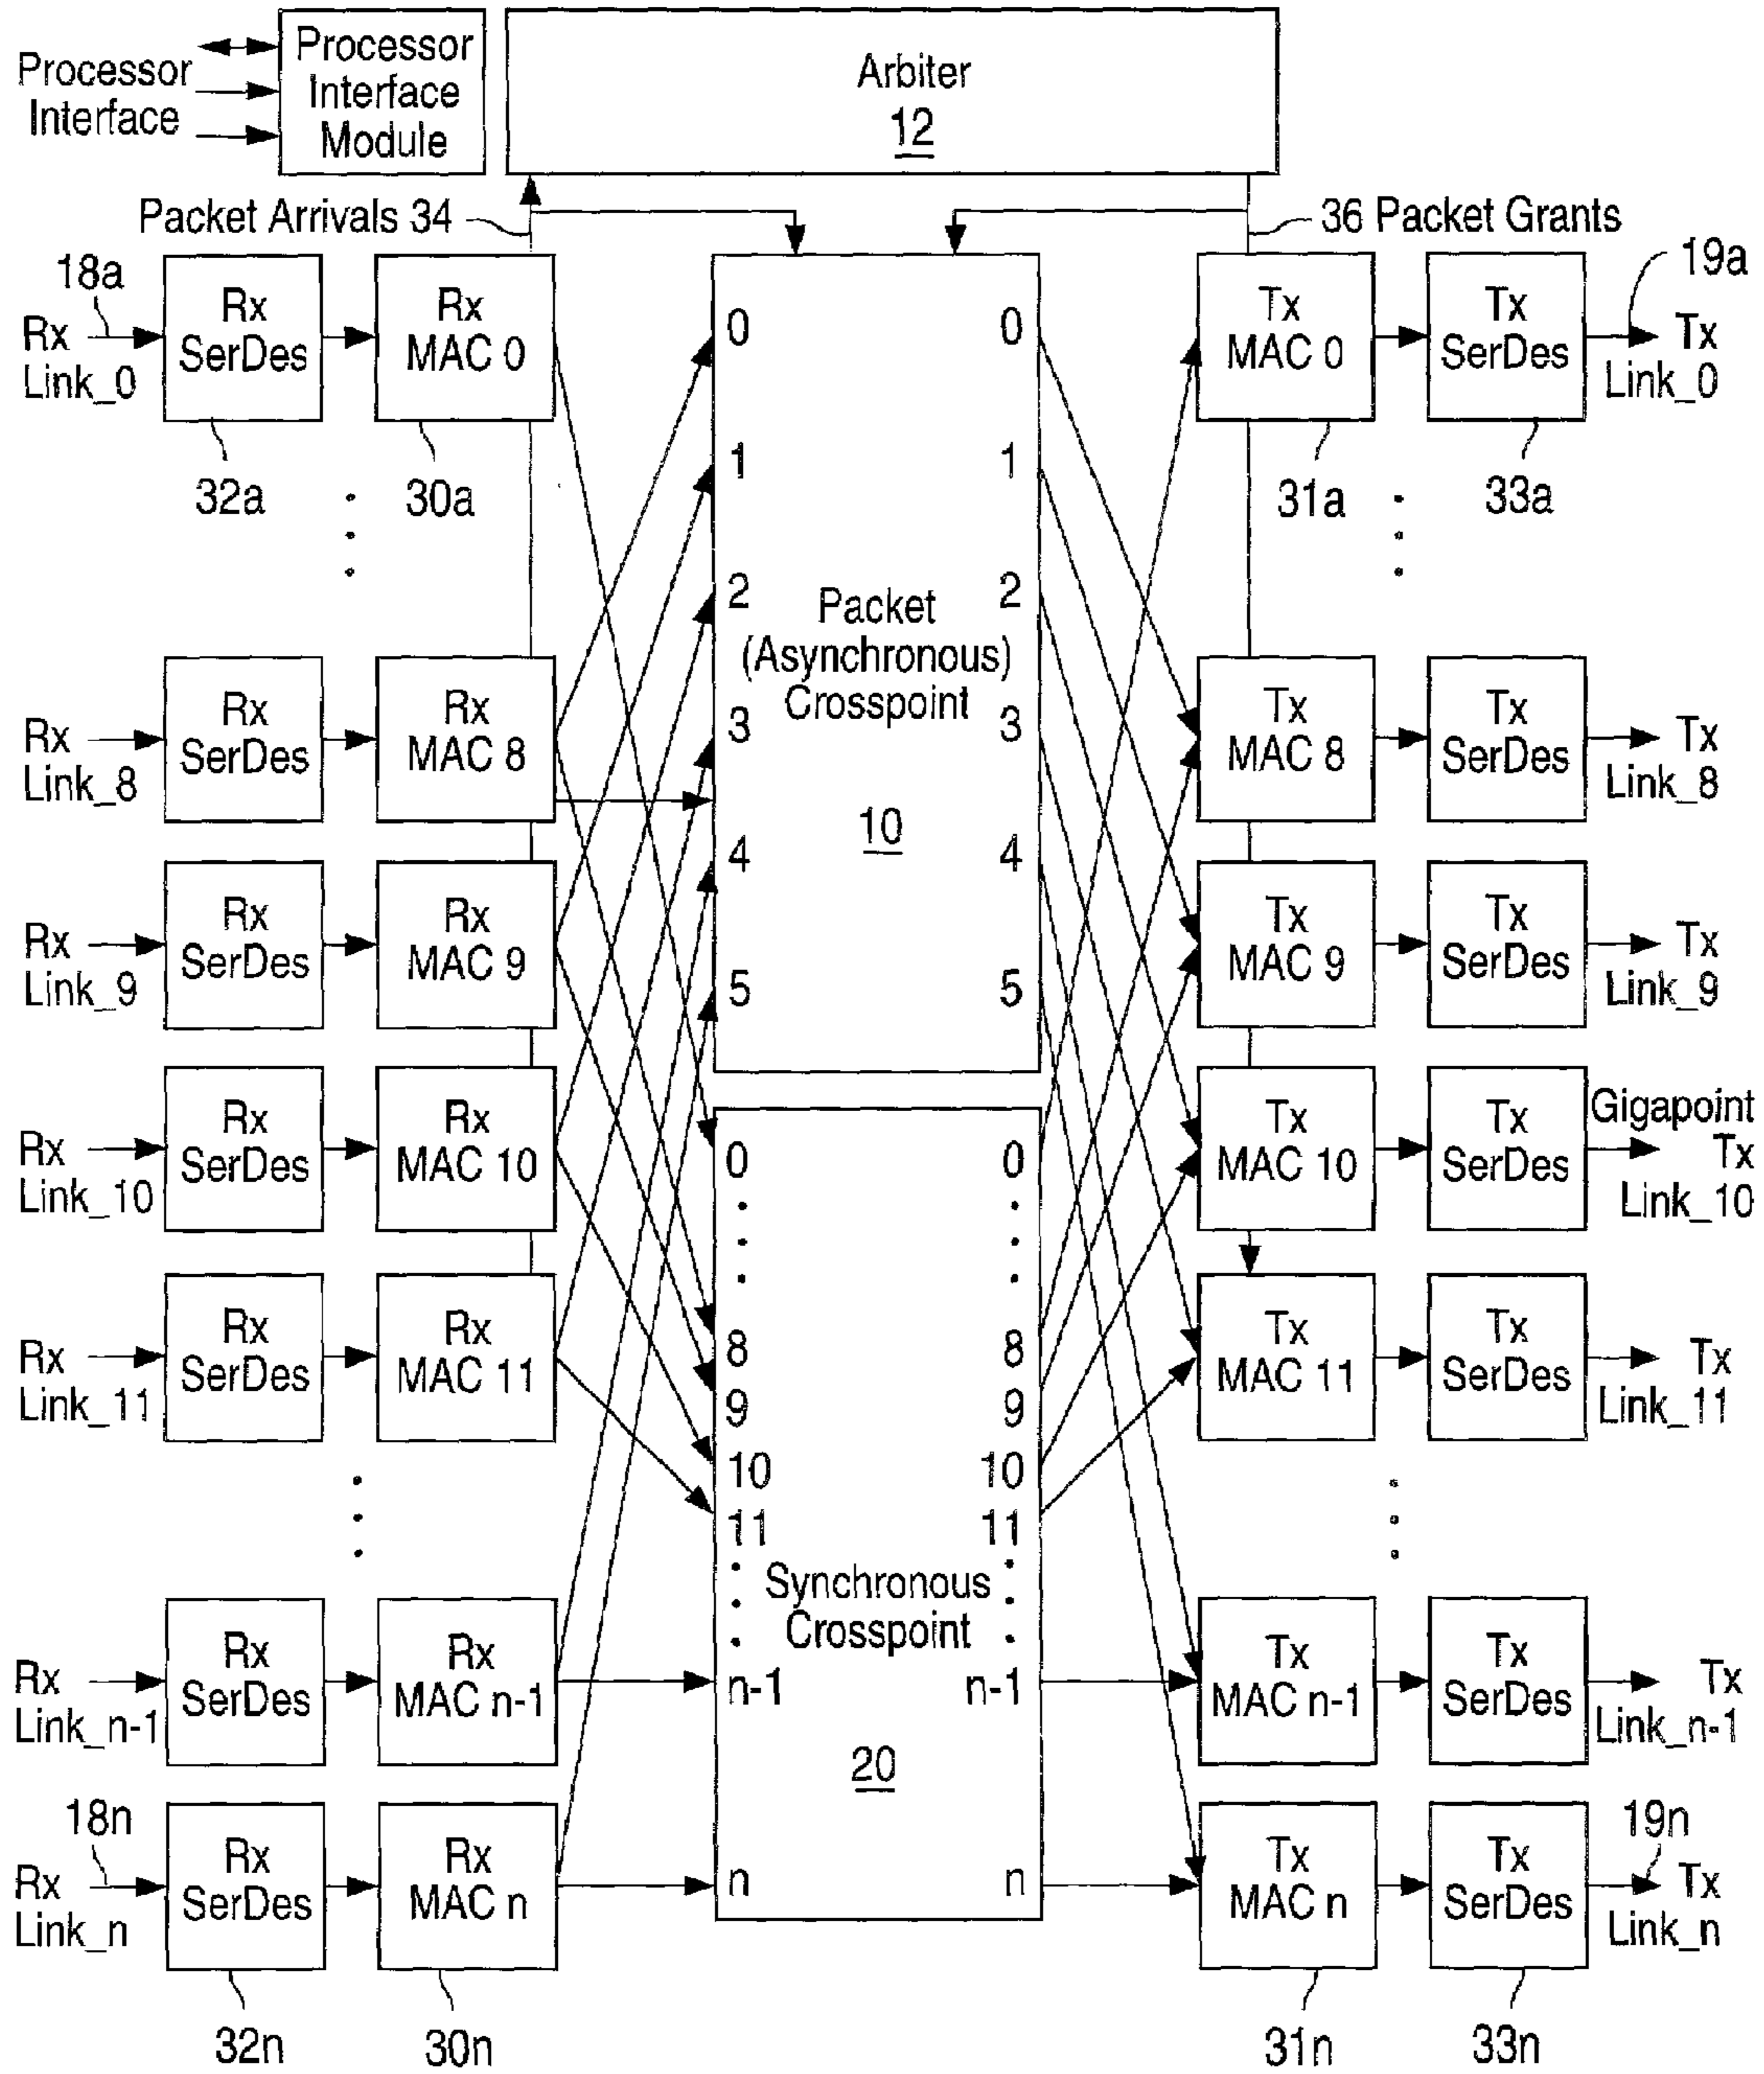 Processor
Interface
Processor
Interface
Module
Arbiter
12
Packet Arrivals 34
36 Packet Grants
18a
Rx
Link_0
Rx
SerDes
Rx
MAC 0
32a
30a
Tx
MAC 0
Tx
SerDes
19a
Tx
Link_0
31a
33a
0
1
2
3
4
5
Packet
(Asynchronous)
Crosspoint
10
0
1
2
3
4
5
Rx
Link_8
Rx
SerDes
Rx
MAC 8
Tx
MAC 8
Tx
SerDes
Tx
Link_8
Rx
Link_9
Rx
SerDes
Rx
MAC 9
Tx
MAC 9
Tx
SerDes
Tx
Link_9
Rx
Link_10
Rx
SerDes
Rx
MAC 10
Tx
MAC 10
Tx
SerDes
Gigapoint
Tx
Link_10
Rx
Link_11
Rx
SerDes
Rx
MAC 11
Tx
MAC 11
Tx
SerDes
Tx
Link_11
0
8
9
10
11
n-1
n
Synchronous
Crosspoint
20
0
8
9
10
11
n-1
n
Rx
Link_n-1
Rx
SerDes
Rx
MAC n-1
Tx
MAC n-1
Tx
SerDes
Tx
Link_n-1
18n
Rx
Link_n
Rx
SerDes
Rx
MAC n
Tx
MAC n
Tx
SerDes
19n
Tx
Link_n
32n
30n
31n
33n